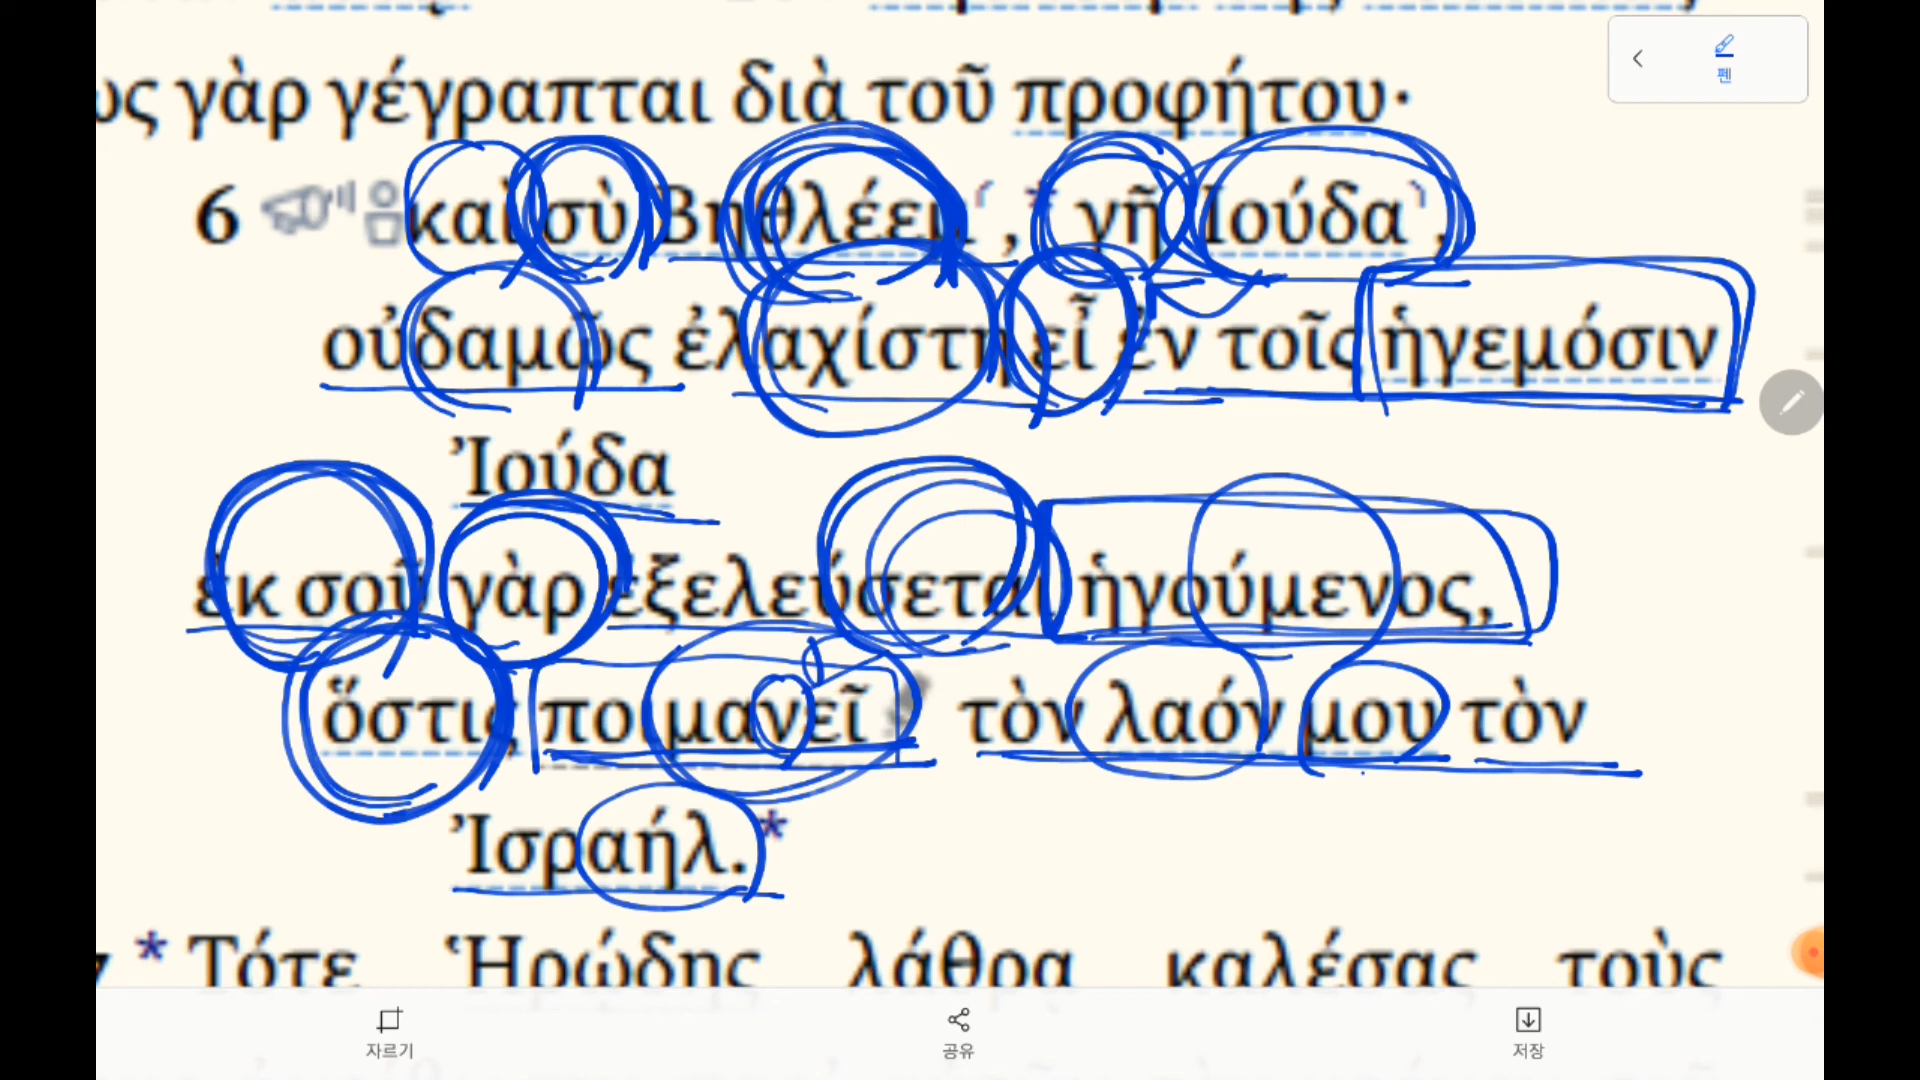 펜
ως γὰρ γέγραπται διὰ τοῦ προφήτου·
6 καὶ σὺ Βηθλέεμ⸂, * γῆ Ἰούδα⸃,
οὐδαμῶς ἐλαχίστη εἶ ἐν τοῖς ἡγεμόσιν
Ἰούδα·
ἐκ σοῦ γὰρ ἐξελεύσεται ἡγούμενος,
ὅστις ποιμανεῖ τὸν λαόν μου τὸν
Ἰσραήλ.*
* Τότε Ἡρῴδης λάθρᾳ καλέσας τοὺς
자르기
공유
저장